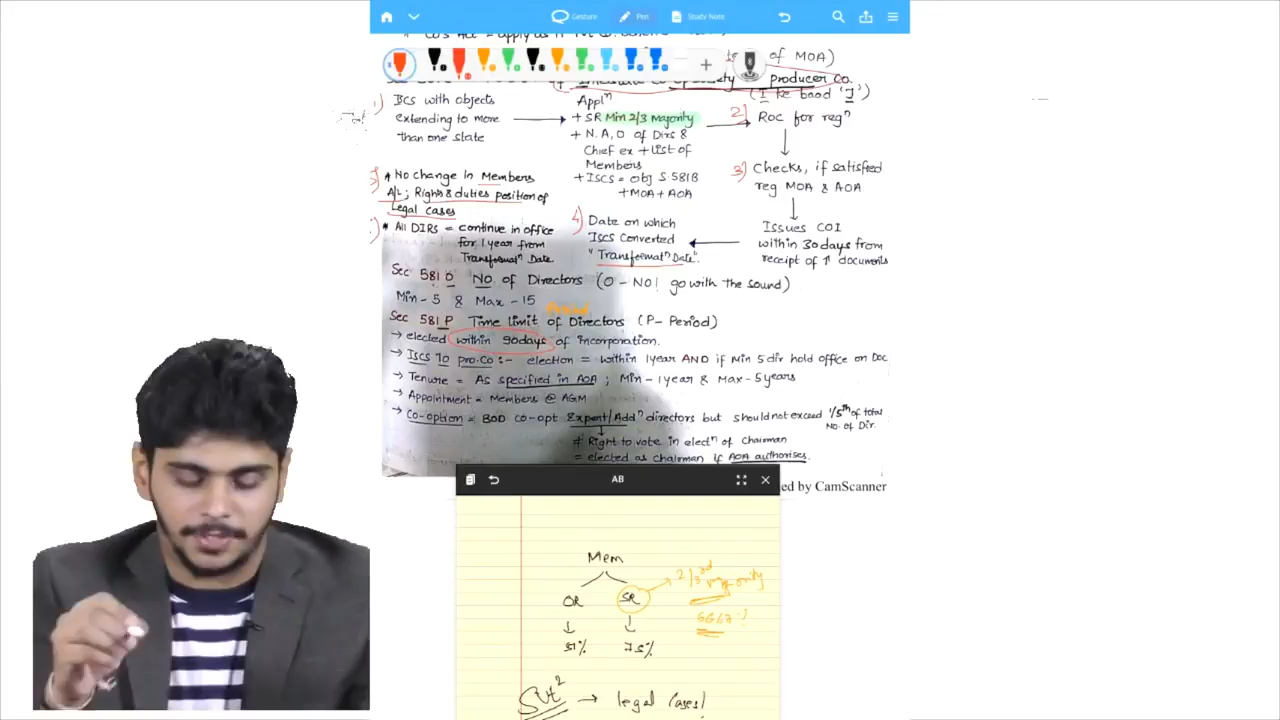 Gesture
Pen
Study Note
of MOA)
producer Co.
(I ke baad 'J')
1) ISCS with objects
extending to more
than one state
Applⁿ
+ SR Min 2/3 Majority
+ N.A,O of Dirs &
Chief ex + list of
Members
+ ISCS = obj S.581B
+ MOA + AOA
2) ROC for regⁿ
3) Checks, if satisfied
reg MOA & AOA
Issues COI
within 30 days from
receipt of ↑ documents
4) Date on which
ISCS Converted
"Transformatⁿ Date".
5) * No change in Members
A/L; Rights & duties position of
Legal cases
* All DIRS = continue in office
for 1 year from
Transformatⁿ Date
Sec 581 O No. of Directors (O - NO! go with the sound)
Min - 5 & Max - 15
Period
Sec 581 P Time limit of Directors (P - Period)
→ elected within 90days of incorporation.
→ ISCS To pro.Co :- election = within 1year AND if Min 5 dir hold office on Doc
→ Tenure = As specified in AOA ; Min - 1year & Max - 5years
→ Appointment = Members @ AGM
→ Co-option = BOD co-opt Expert/Addⁿ directors but should not exceed 1/5th of total
No. of Dir.
≠ Right to vote in electⁿ of Chairman
= elected as chairman if AOA authorises.
ed by CamScanner
AB
Mem
OR SR → 2/3rd majority
51% 75%
→ legal cases